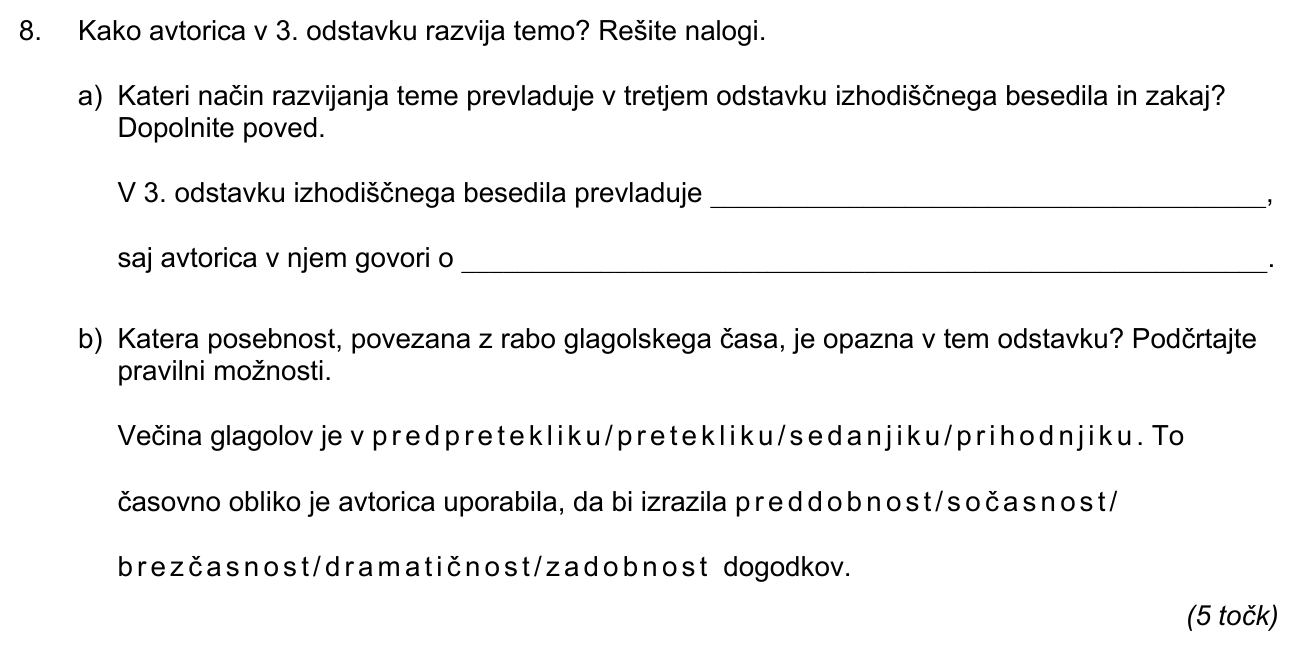 8. Kako avtorica v 3. odstavku razvija temo? Rešite nalogi.
a) Kateri način razvijanja teme prevladuje v tretjem odstavku izhodiščnega besedila in zakaj?
Dopolnite poved.
V 3. odstavku izhodiščnega besedila prevladuje ______________________________________,
saj avtorica v njem govori o _______________________________________________________.
b) Katera posebnost, povezana z rabo glagolskega časa, je opazna v tem odstavku? Podčrtajte
pravilni možnosti.
Večina glagolov je v predpretekliku/pretekliku/sedanjiku/prihodnjiku. To
časovno obliko je avtorica uporabila, da bi izrazila preddobnost/sočasnost/
brezčasnost/dramatičnost/zadobnost dogodkov.
(5 točk)